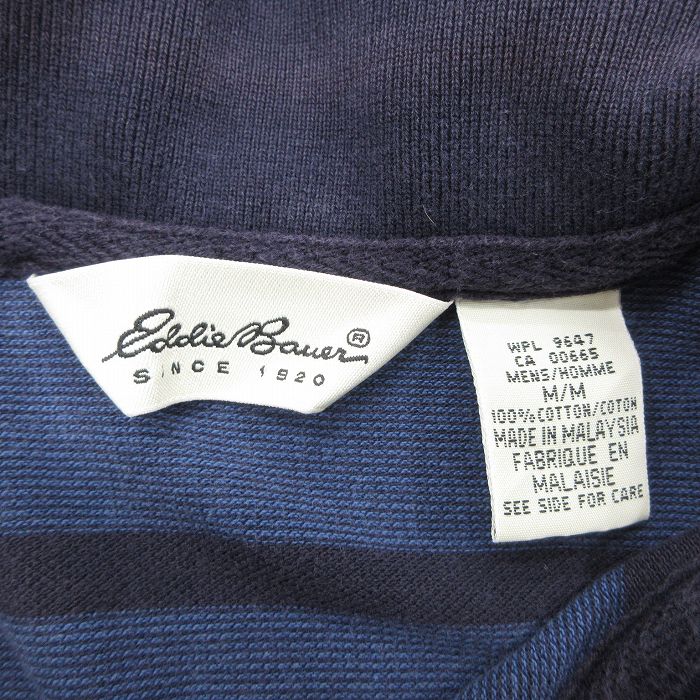 Eddie Bauer®
SINCE 1920
WPL 9647
CA 00665
MENS/HOMME
M/M
100% COTTON/COTON
MADE IN MALAYSIA
FABRIQUE EN
MALAISIE
SEE SIDE FOR CARE